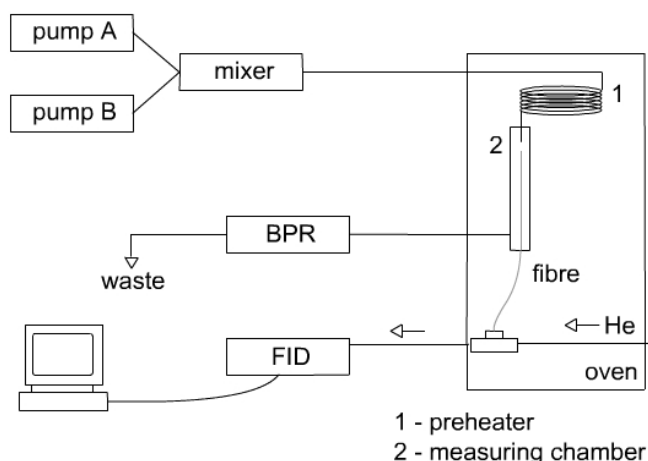 pump A
mixer
pump B
1
2
BPR
waste
fibre
He
FID
oven
1 - preheater
2 - measuring chamber